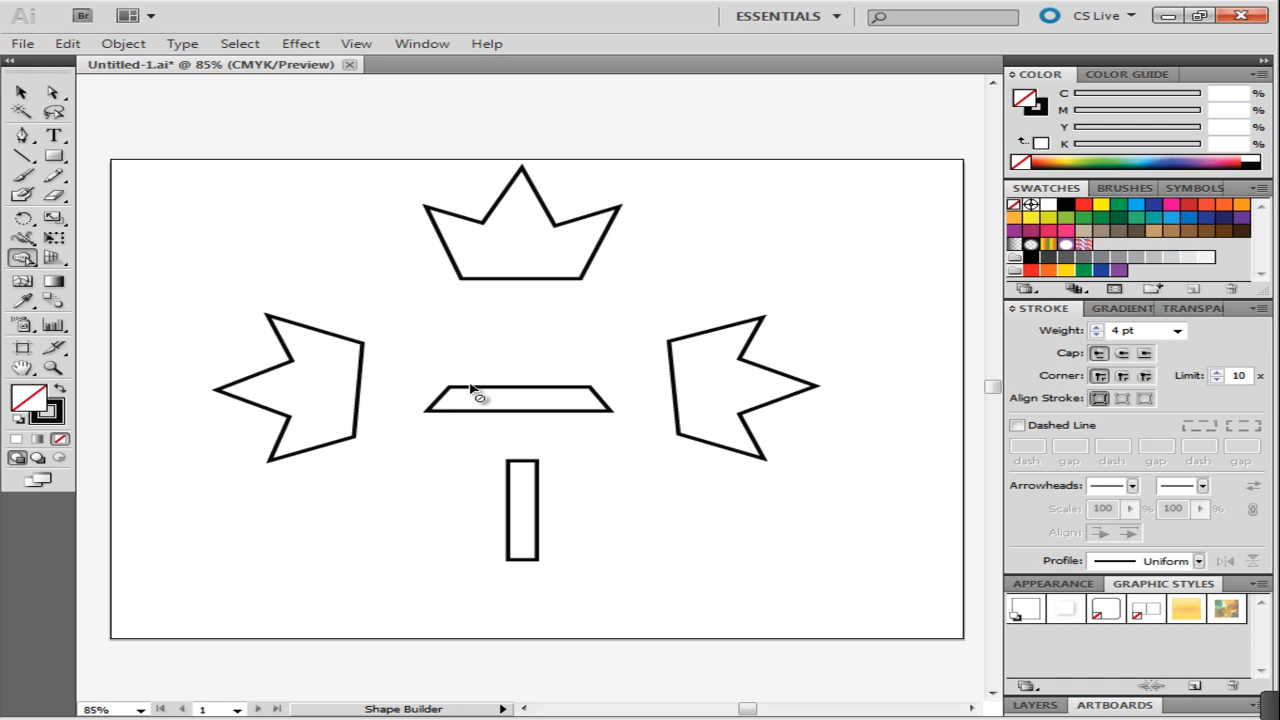 Ai Br ESSENTIALS CS Live
File Edit Object Type Select Effect View Window Help
Untitled-1.ai* @ 85% (CMYK/Preview)
COLOR COLOR GUIDE
C %
M %
Y %
K %
SWATCHES BRUSHES SYMBOLS
STROKE GRADIENT TRANSPA
Weight: 4 pt
Cap:
Corner: Limit: 10 x
Align Stroke:
Dashed Line
dash gap dash gap dash gap
Arrowheads:
Scale: 100 % 100 %
Align:
Profile: Uniform
APPEARANCE GRAPHIC STYLES
LAYERS ARTBOARDS
85% 1 Shape Builder